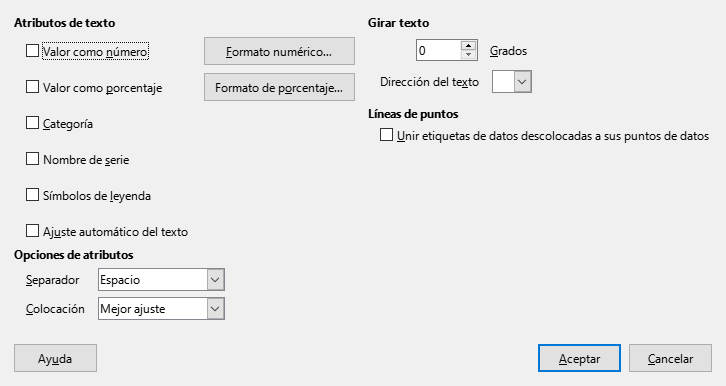 Atributos de texto
Valor como número
Formato numérico...
Valor como porcentaje
Formato de porcentaje...
Categoría
Nombre de serie
Símbolos de leyenda
Ajuste automático del texto
Opciones de atributos
Separador
Espacio
Colocación
Mejor ajuste
Girar texto
0
Grados
Dirección del texto
Líneas de puntos
Unir etiquetas de datos descolocadas a sus puntos de datos
Ayuda
Aceptar
Cancelar